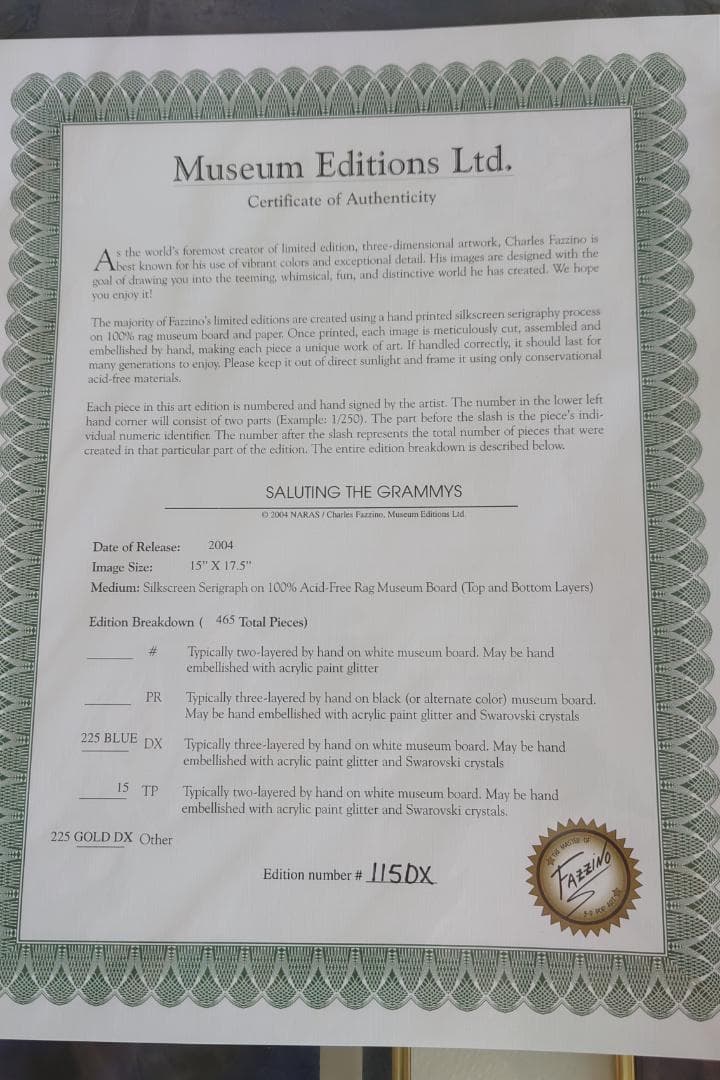 Museum Editions Ltd.
Certificate of Authenticity
As the world's foremost creator of limited edition, three-dimensional artwork, Charles Fazzino is
best known for his use of vibrant colors and exceptional detail. His images are designed with the
goal of drawing you into the teeming, whimsical, fun, and distinctive world he has created. We hope
you enjoy it!
The majority of Fazzino's limited editions are created using a hand printed silkscreen serigraphy process
on 100% rag museum board and paper. Once printed, each image is meticulously cut, assembled and
embellished by hand, making each piece a unique work of art. If handled correctly, it should last for
many generations to enjoy. Please keep it out of direct sunlight and frame it using only conservational
acid-free materials.
Each piece in this art edition is numbered and hand signed by the artist. The number in the lower left
hand corner will consist of two parts (Example: 1/250). The part before the slash is the piece's indi-
vidual numeric identifier. The number after the slash represents the total number of pieces that were
created in that particular part of the edition. The entire edition breakdown is described below.
SALUTING THE GRAMMYS
© 2004 NARAS / Charles Fazzino, Museum Editions Ltd.
Date of Release: 2004
Image Size: 15" X 17.5"
Medium: Silkscreen Serigraph on 100% Acid-Free Rag Museum Board (Top and Bottom Layers)
Edition Breakdown ( 465 Total Pieces)
# Typically two-layered by hand on white museum board. May be hand
embellished with acrylic paint glitter
PR Typically three-layered by hand on black (or alternate color) museum board.
May be hand embellished with acrylic paint glitter and Swarovski crystals
225 BLUE DX Typically three-layered by hand on white museum board. May be hand
embellished with acrylic paint glitter and Swarovski crystals
15 TP Typically two-layered by hand on white museum board. May be hand
embellished with acrylic paint glitter and Swarovski crystals.
225 GOLD DX Other
Edition number # 115DX
THE MASTER OF
FAZZINO
3-D POP ART